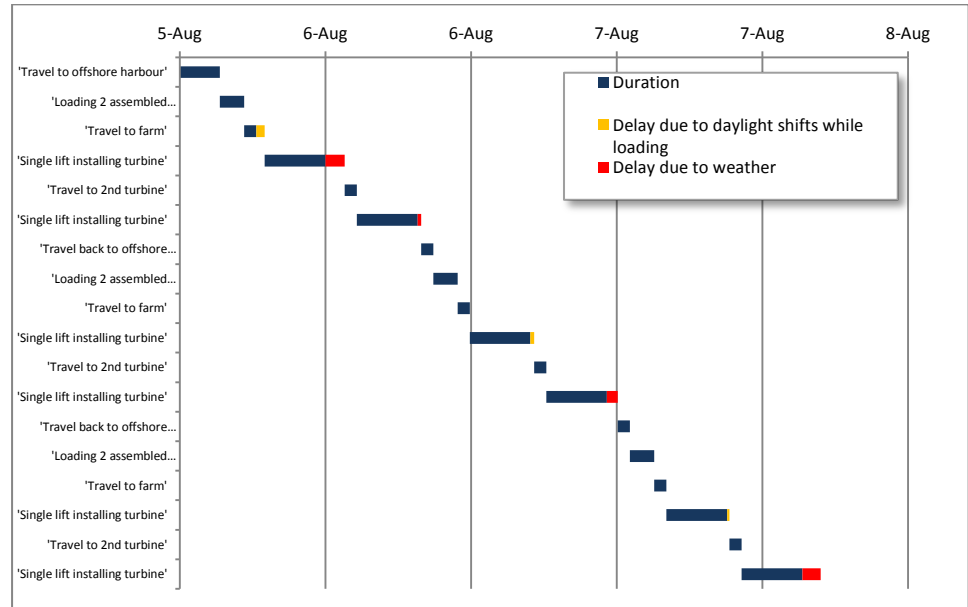 5-Aug 6-Aug 6-Aug 7-Aug 7-Aug 8-Aug
'Travel to offshore harbour'
'Loading 2 assembled...
'Travel to farm'
'Single lift installing turbine'
'Travel to 2nd turbine'
'Single lift installing turbine'
'Travel back to offshore...
'Loading 2 assembled...
'Travel to farm'
'Single lift installing turbine'
'Travel to 2nd turbine'
'Single lift installing turbine'
'Travel back to offshore...
'Loading 2 assembled...
'Travel to farm'
'Single lift installing turbine'
'Travel to 2nd turbine'
'Single lift installing turbine'
Duration
Delay due to daylight shifts while
loading
Delay due to weather